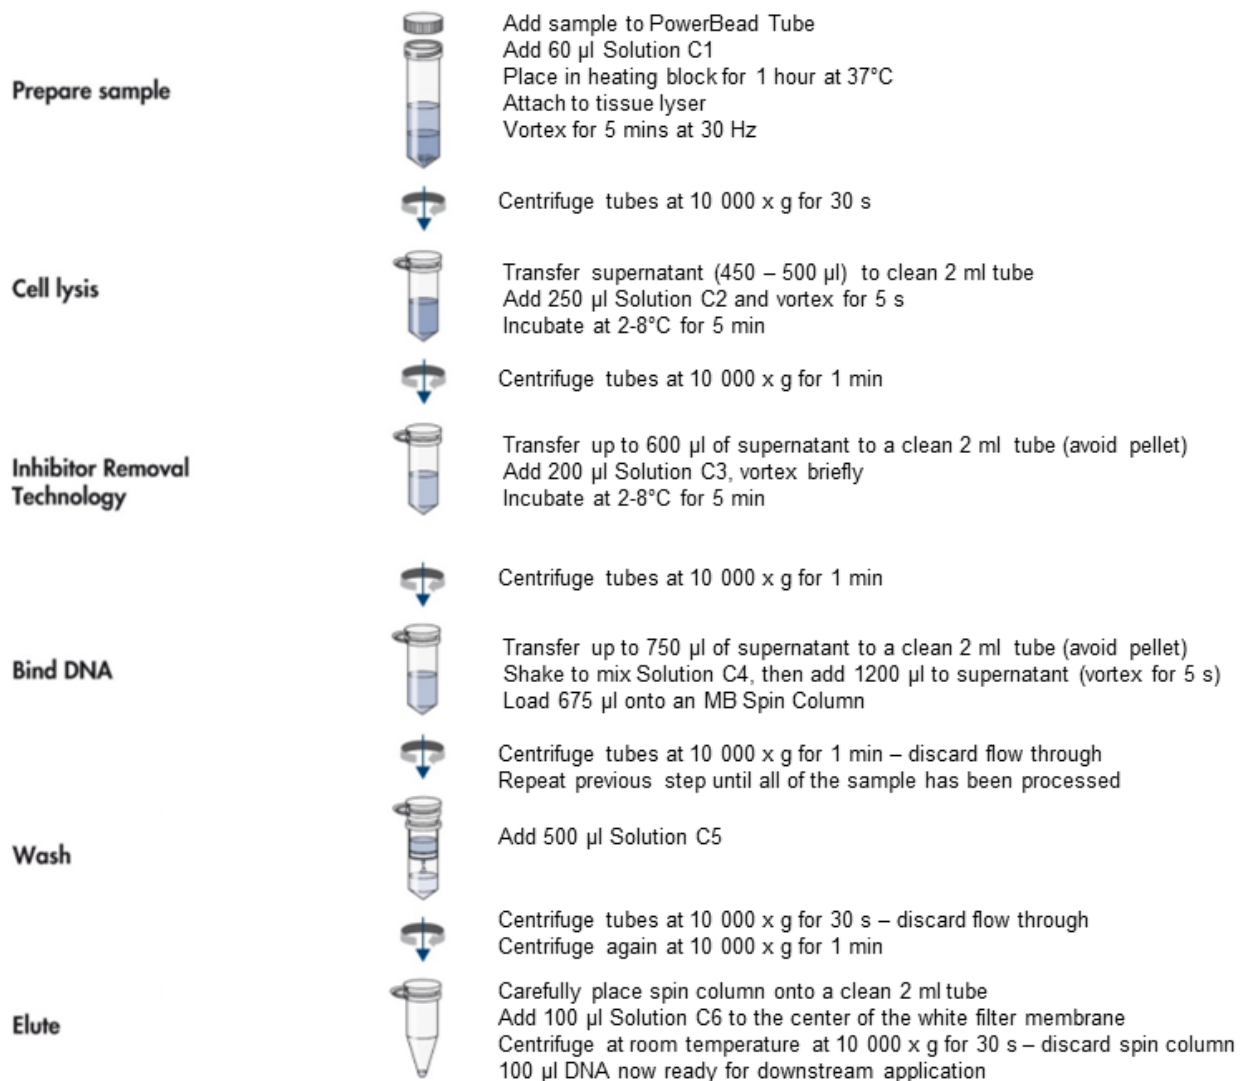 Add sample to PowerBead Tube
Add 60 µl Solution C1
Prepare sample
Place in heating block for 1 hour at 37°C
Attach to tissue lyser
Vortex for 5 mins at 30 Hz
Centrifuge tubes at 10 000 x g for 30 s
Cell lysis
Transfer supernatant (450 – 500 µl) to clean 2 ml tube
Add 250 µl Solution C2 and vortex for 5 s
Incubate at 2-8°C for 5 min
Centrifuge tubes at 10 000 x g for 1 min
Inhibitor Removal
Technology
Transfer up to 600 µl of supernatant to a clean 2 ml tube (avoid pellet)
Add 200 µl Solution C3, vortex briefly
Incubate at 2-8°C for 5 min
Centrifuge tubes at 10 000 x g for 1 min
Bind DNA
Transfer up to 750 µl of supernatant to a clean 2 ml tube (avoid pellet)
Shake to mix Solution C4, then add 1200 µl to supernatant (vortex for 5 s)
Load 675 µl onto an MB Spin Column
Centrifuge tubes at 10 000 x g for 1 min – discard flow through
Repeat previous step until all of the sample has been processed
Wash
Add 500 µl Solution C5
Centrifuge tubes at 10 000 x g for 30 s – discard flow through
Centrifuge again at 10 000 x g for 1 min
Elute
Carefully place spin column onto a clean 2 ml tube
Add 100 µl Solution C6 to the center of the white filter membrane
Centrifuge at room temperature at 10 000 x g for 30 s – discard spin column
100 µl DNA now ready for downstream application